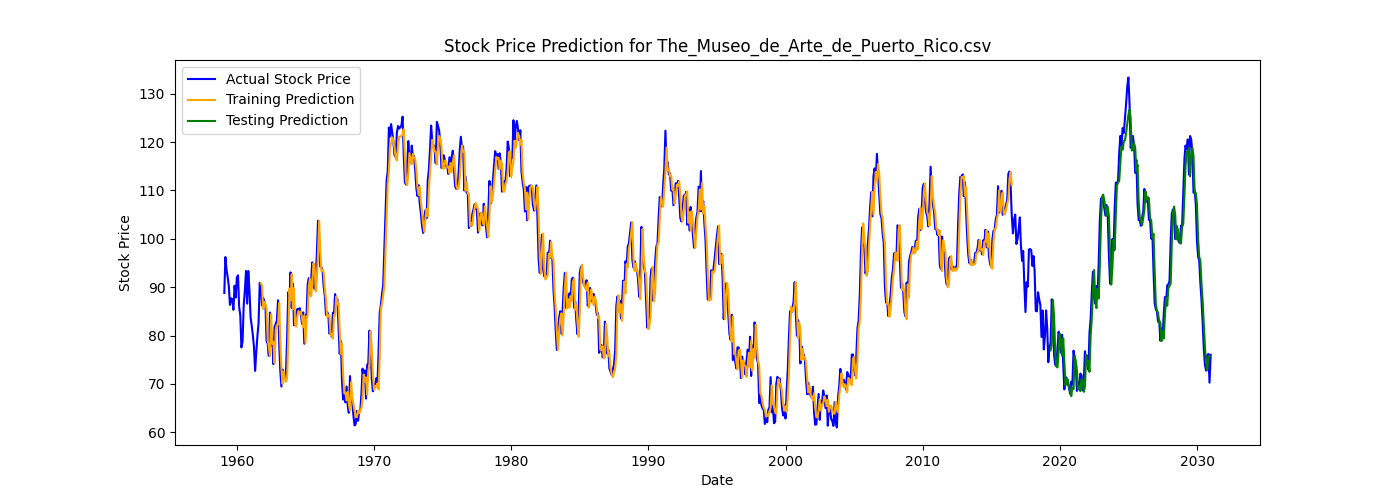 Stock Price Prediction for The_Museo_de_Arte_de_Puerto_Rico.csv
Actual Stock Price
Training Prediction
Testing Prediction
Stock Price
130
120
110
100
90
80
70
60
1960
1970
1980
1990
2000
2010
2020
2030
Date